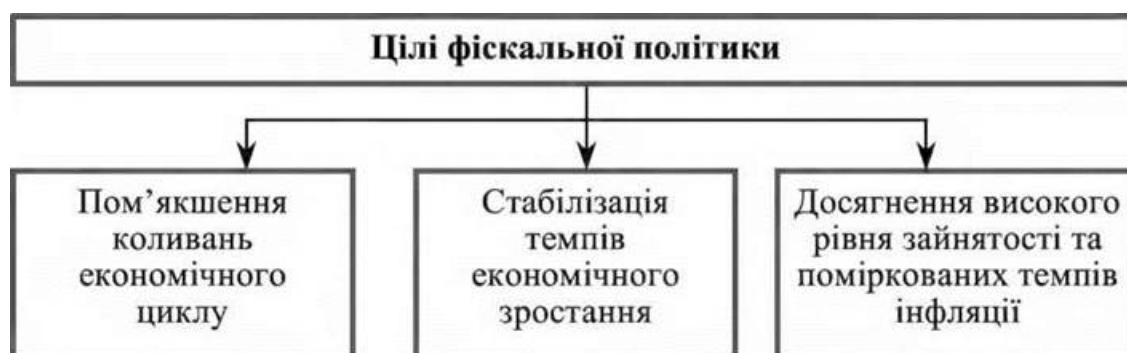 Цілі фіскальної політики
Пом’якшення
коливань
економічного
циклу
Стабілізація
темпів
економічного
зростання
Досягнення високого
рівня зайнятості та
поміркованих темпів
інфляції